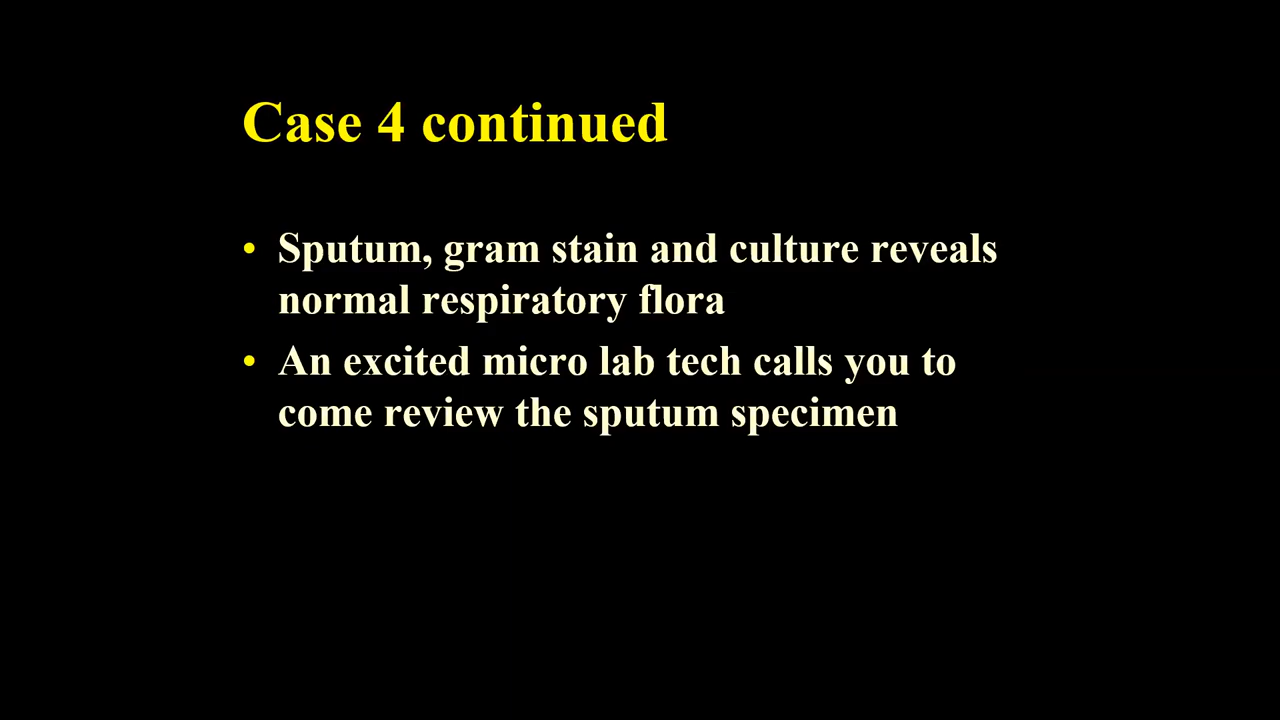 Case 4 continued
• Sputum, gram stain and culture reveals
normal respiratory flora
• An excited micro lab tech calls you to
come review the sputum specimen